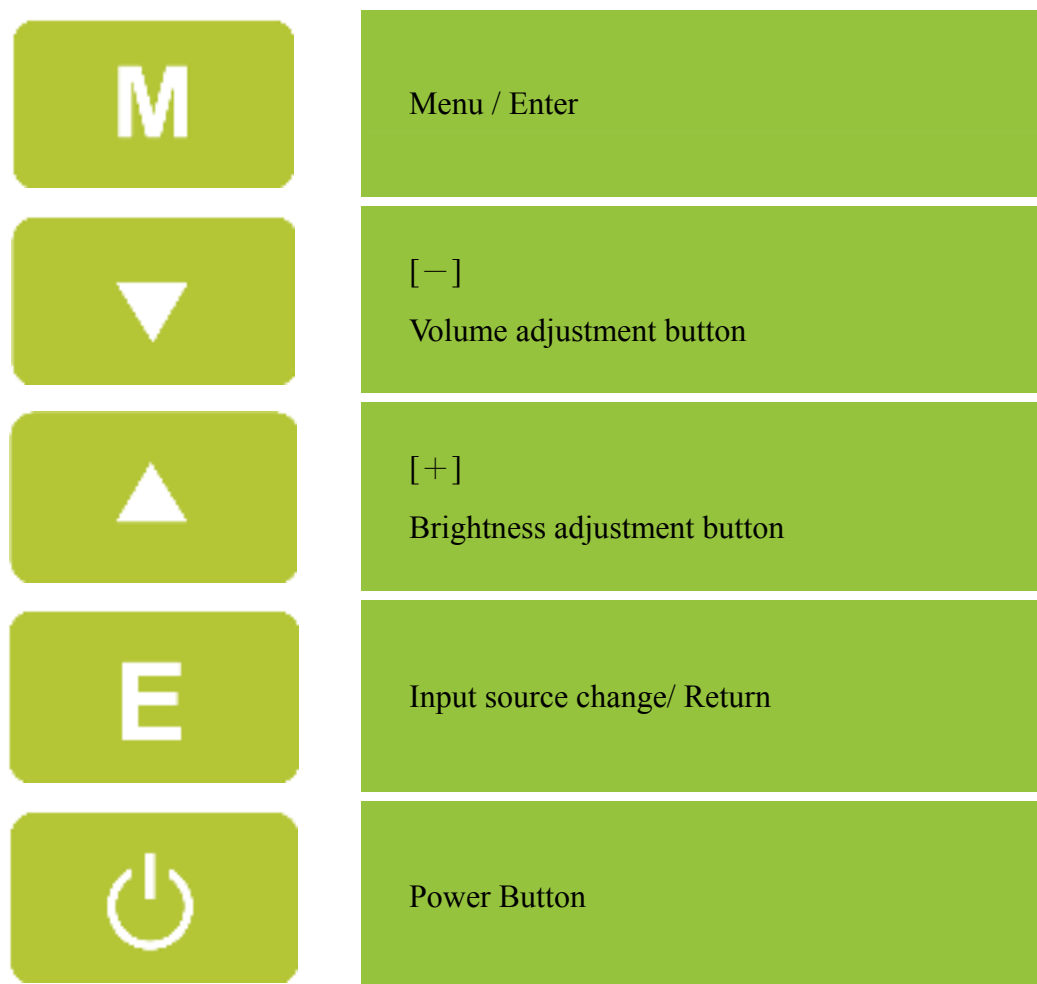 M
Menu / Enter
▼
[－]
Volume adjustment button
▲
[＋]
Brightness adjustment button
E
Input source change/ Return
Power Button